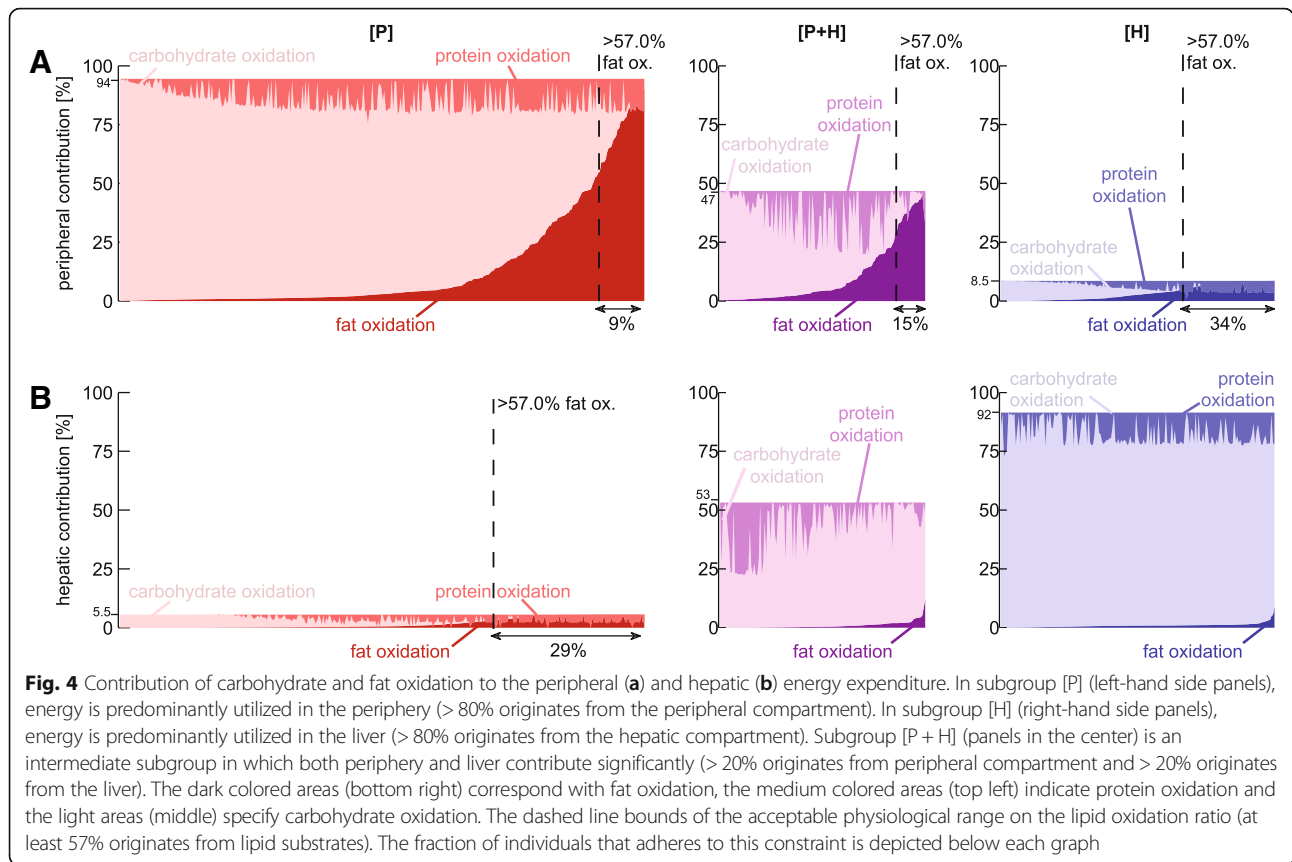 [P]
[P+H]
[H]
A
carbohydrate oxidation
protein oxidation
>57.0%
fat ox.
peripheral contribution [%]
100
94
75
50
25
0
fat oxidation
9%
>57.0%
fat ox.
protein
oxidation
carbohydrate
oxidation
100
75
50
47
25
0
fat oxidation
15%
>57.0%
fat ox.
protein
oxidation
carbohydrate
oxidation
100
75
50
25
8.5
0
fat oxidation
34%
B
>57.0% fat ox.
hepatic contribution [%]
100
75
50
25
5.5
0
carbohydrate oxidation
protein oxidation
fat oxidation
29%
100
75
53
50
25
0
protein
oxidation
carbohydrate
oxidation
fat oxidation
100
92
75
50
25
0
carbohydrate
oxidation
protein
oxidation
fat oxidation
Fig. 4 Contribution of carbohydrate and fat oxidation to the peripheral (a) and hepatic (b) energy expenditure. In subgroup [P] (left-hand side panels),
energy is predominantly utilized in the periphery (> 80% originates from the peripheral compartment). In subgroup [H] (right-hand side panels),
energy is predominantly utilized in the liver (> 80% originates from the hepatic compartment). Subgroup [P + H] (panels in the center) is an
intermediate subgroup in which both periphery and liver contribute significantly (> 20% originates from peripheral compartment and > 20% originates
from the liver). The dark colored areas (bottom right) correspond with fat oxidation, the medium colored areas (top left) indicate protein oxidation and
the light areas (middle) specify carbohydrate oxidation. The dashed line bounds of the acceptable physiological range on the lipid oxidation ratio (at
least 57% originates from lipid substrates). The fraction of individuals that adheres to this constraint is depicted below each graph